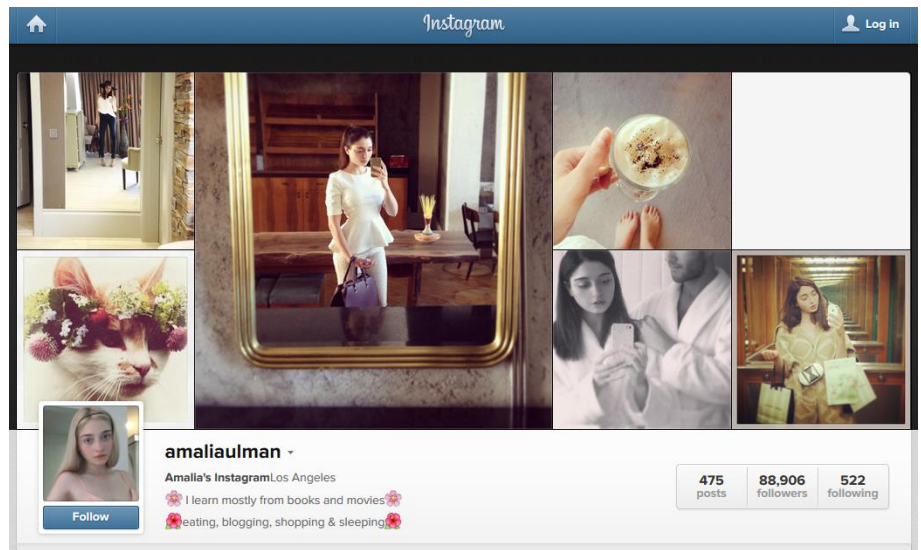 Instagram
Log in
amaliaulman
Amalia's InstagramLos Angeles
🌸 I learn mostly from books and movies🌸
🌺eating, blogging, shopping & sleeping🌺
Follow
475
posts
88,906
followers
522
following